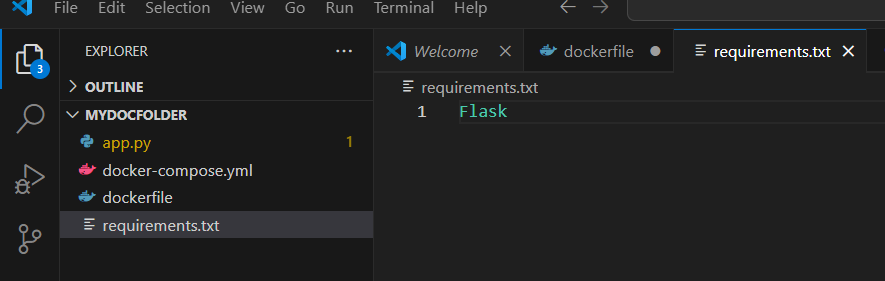 File Edit Selection View Go Run Terminal Help
EXPLORER
3
OUTLINE
MYDOCFOLDER
app.py 1
docker-compose.yml
dockerfile
requirements.txt
Welcome dockerfile requirements.txt
requirements.txt
1 Flask